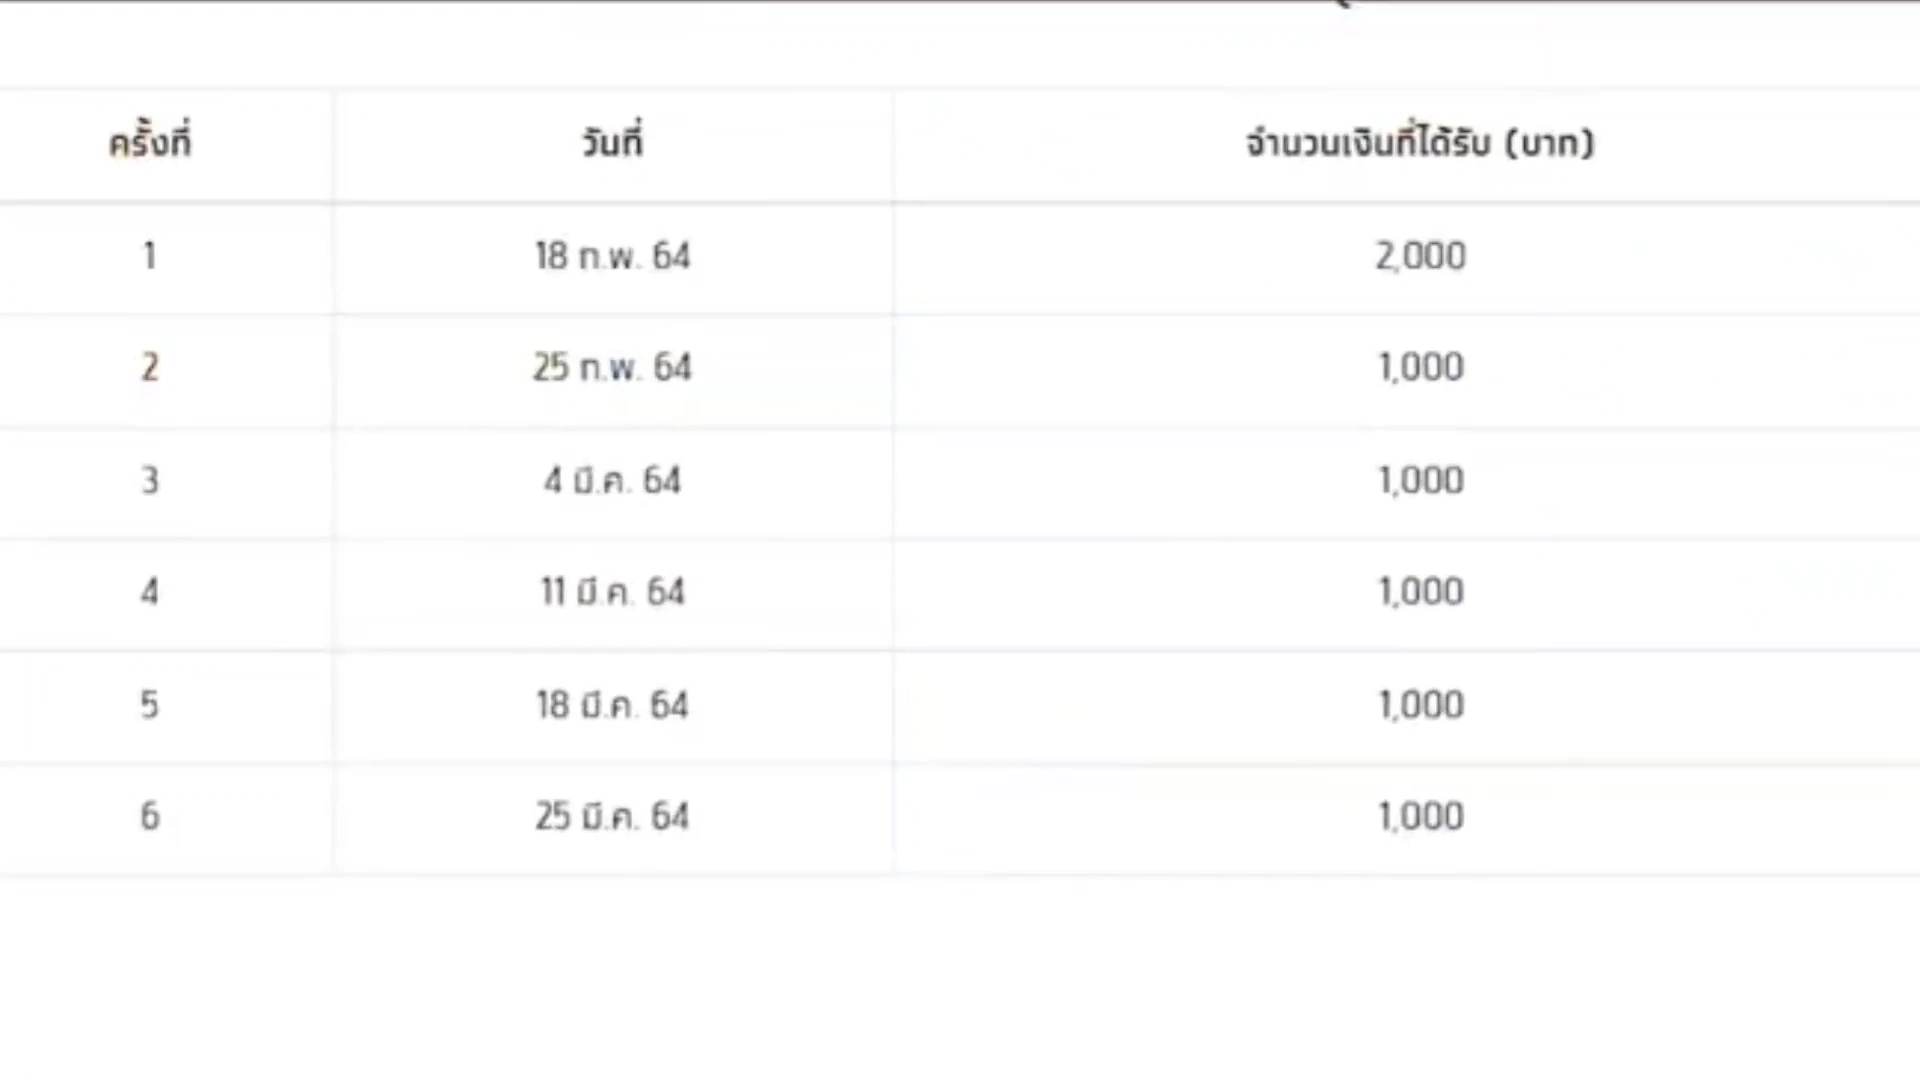 ครั้งที่ วันที่ จำนวนเงินที่ได้รับ (บาท)
1 18 ก.พ. 64 2,000
2 25 ก.พ. 64 1,000
3 4 มี.ค. 64 1,000
4 11 มี.ค. 64 1,000
5 18 มี.ค. 64 1,000
6 25 มี.ค. 64 1,000